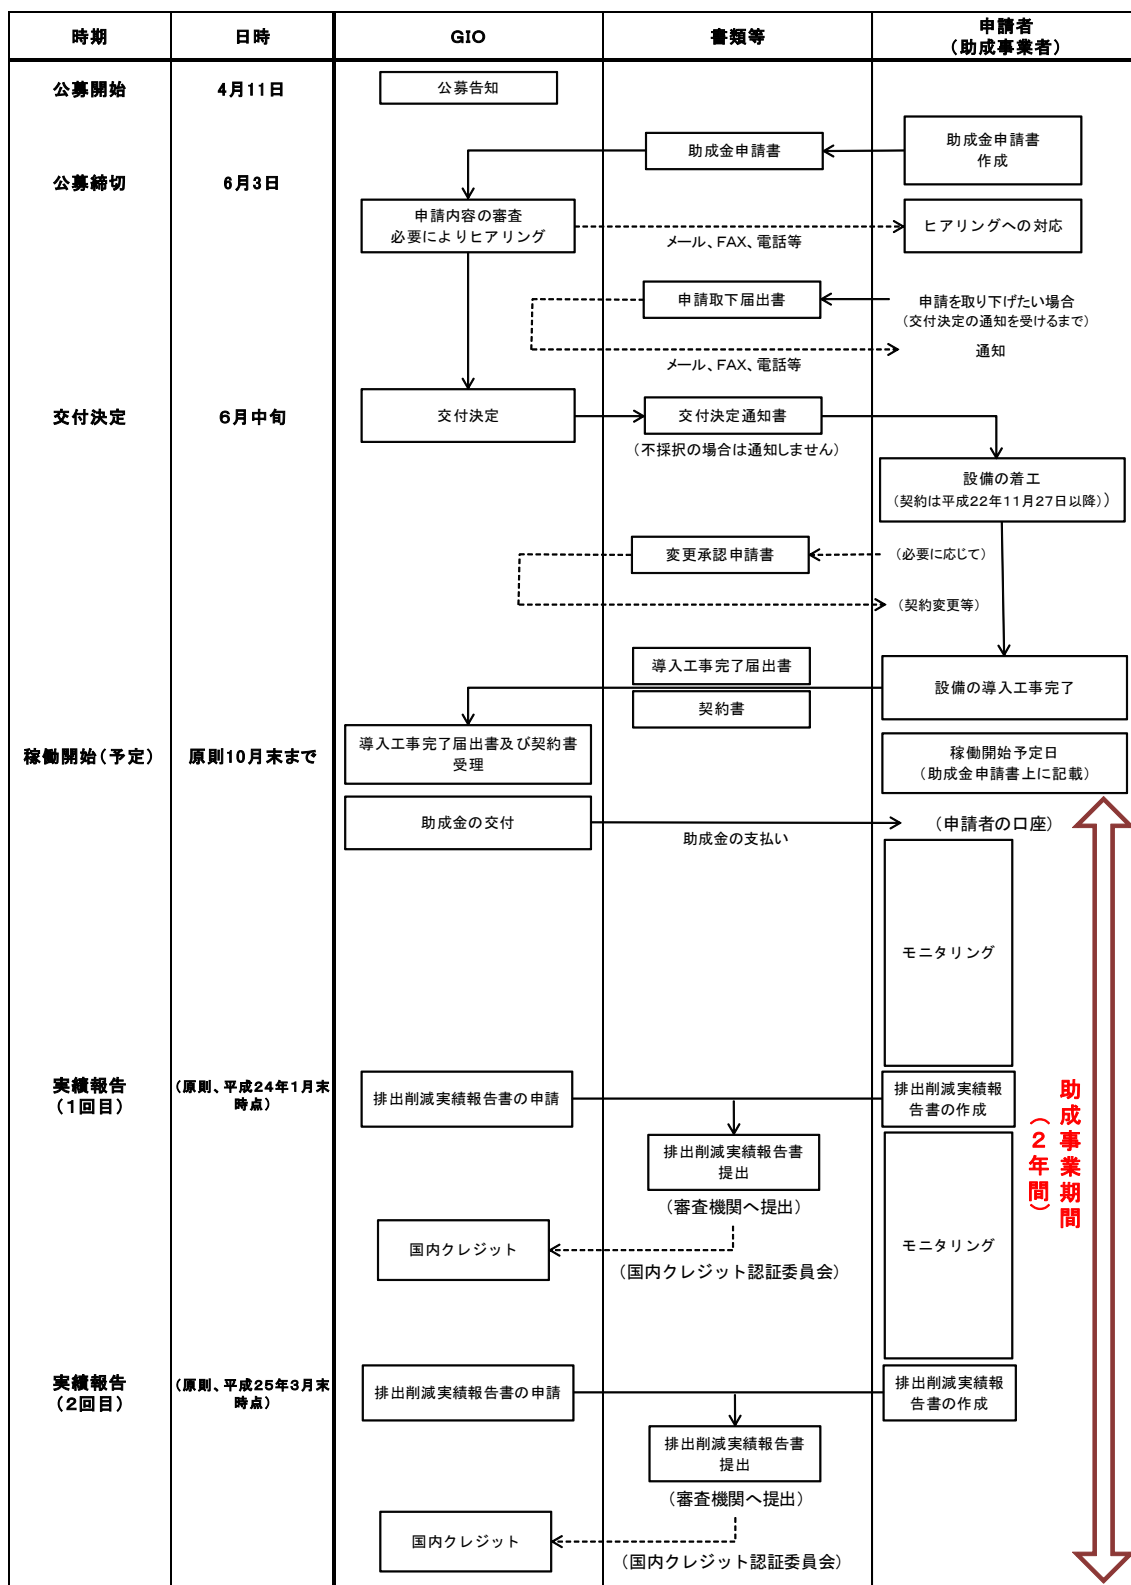 時期
日時
GIO
書類等
申請者
（助成事業者）
公募開始
4月11日
公募告知
助成金申請書
助成金申請書
作成
公募締切
6月3日
申請内容の審査
必要によりヒアリング
メール、FAX、電話等
ヒアリングへの対応
申請取下届出書
申請を取り下げたい場合
（交付決定の通知を受けるまで）
通知
メール、FAX、電話等
交付決定
6月中旬
交付決定
交付決定通知書
（不採択の場合は通知しません）
設備の着工
（契約は平成22年11月27日以降））
変更承認申請書
（必要に応じて）
（契約変更等）
導入工事完了届出書
契約書
設備の導入工事完了
稼働開始（予定）
原則10月末まで
導入工事完了届出書及び契約書
受理
稼働開始予定日
（助成金申請書上に記載）
助成金の交付
助成金の支払い
（申請者の口座）
モニタリング
実績報告
（1回目）
（原則、平成24年1月末
時点）
排出削減実績報告書の申請
排出削減実績報
告書の作成
排出削減実績報告書
提出
（審査機関へ提出）
国内クレジット
（国内クレジット認証委員会）
モニタリング
助成事業期間
（2年間）
実績報告
（2回目）
（原則、平成25年3月末
時点）
排出削減実績報告書の申請
排出削減実績報
告書の作成
排出削減実績報告書
提出
（審査機関へ提出）
国内クレジット
（国内クレジット認証委員会）